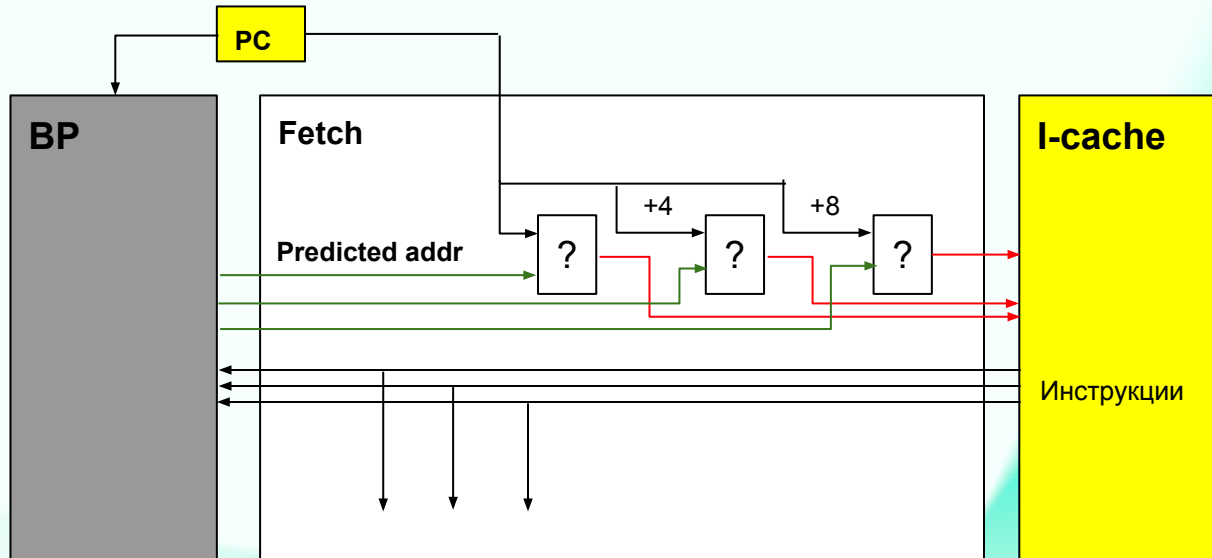 PC
BP
Fetch
I-cache
+4
+8
Predicted addr
?
?
?
Инструкции